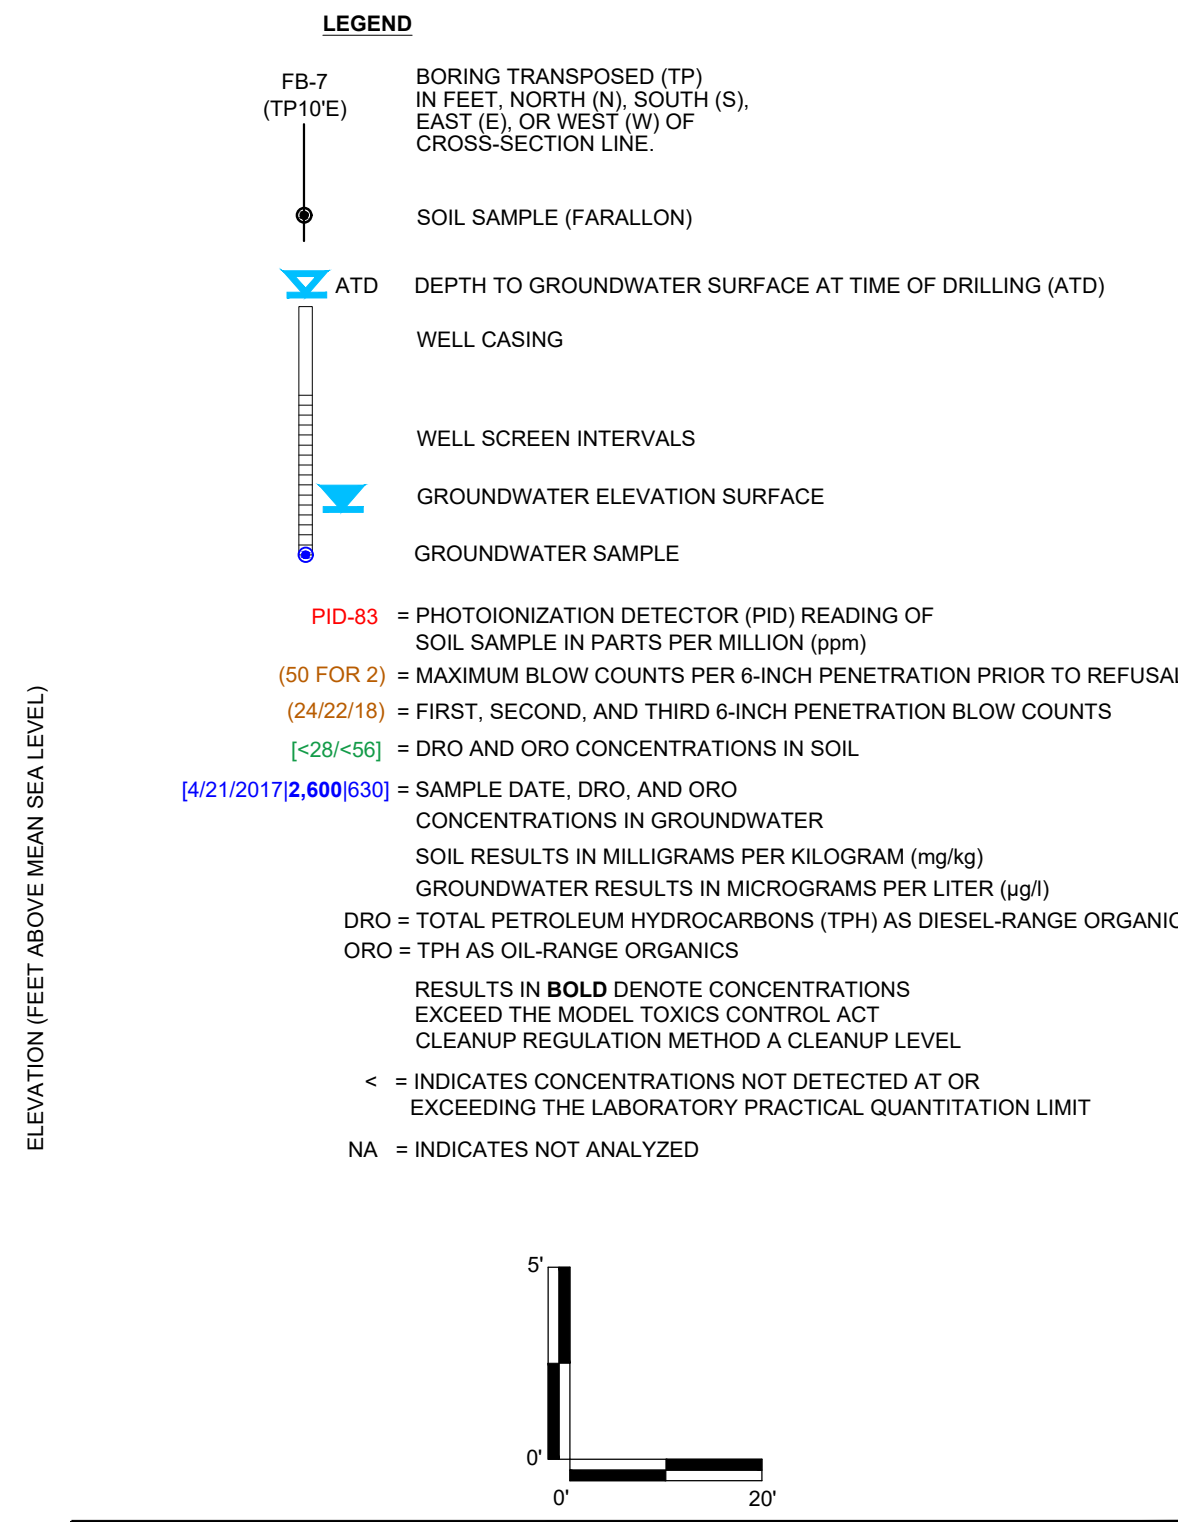 LEGEND
FB-7
(TP10'E)
BORING TRANSPOSED (TP)
IN FEET, NORTH (N), SOUTH (S),
EAST (E), OR WEST (W) OF
CROSS-SECTION LINE.
SOIL SAMPLE (FARALLON)
ATD DEPTH TO GROUNDWATER SURFACE AT TIME OF DRILLING (ATD)
WELL CASING
WELL SCREEN INTERVALS
GROUNDWATER ELEVATION SURFACE
GROUNDWATER SAMPLE
PID-83 = PHOTOIONIZATION DETECTOR (PID) READING OF
SOIL SAMPLE IN PARTS PER MILLION (ppm)
(50 FOR 2) = MAXIMUM BLOW COUNTS PER 6-INCH PENETRATION PRIOR TO REFUSAL
(24/22/18) = FIRST, SECOND, AND THIRD 6-INCH PENETRATION BLOW COUNTS
[<28/<56] = DRO AND ORO CONCENTRATIONS IN SOIL
[4/21/2017|2,600|630] = SAMPLE DATE, DRO, AND ORO
CONCENTRATIONS IN GROUNDWATER
SOIL RESULTS IN MILLIGRAMS PER KILOGRAM (mg/kg)
GROUNDWATER RESULTS IN MICROGRAMS PER LITER (µg/l)
DRO = TOTAL PETROLEUM HYDROCARBONS (TPH) AS DIESEL-RANGE ORGANIC
ORO = TPH AS OIL-RANGE ORGANICS
RESULTS IN BOLD DENOTE CONCENTRATIONS
EXCEED THE MODEL TOXICS CONTROL ACT
CLEANUP REGULATION METHOD A CLEANUP LEVEL
< = INDICATES CONCENTRATIONS NOT DETECTED AT OR
EXCEEDING THE LABORATORY PRACTICAL QUANTITATION LIMIT
NA = INDICATES NOT ANALYZED
ELEVATION (FEET ABOVE MEAN SEA LEVEL)
5'
0'
0' 20'